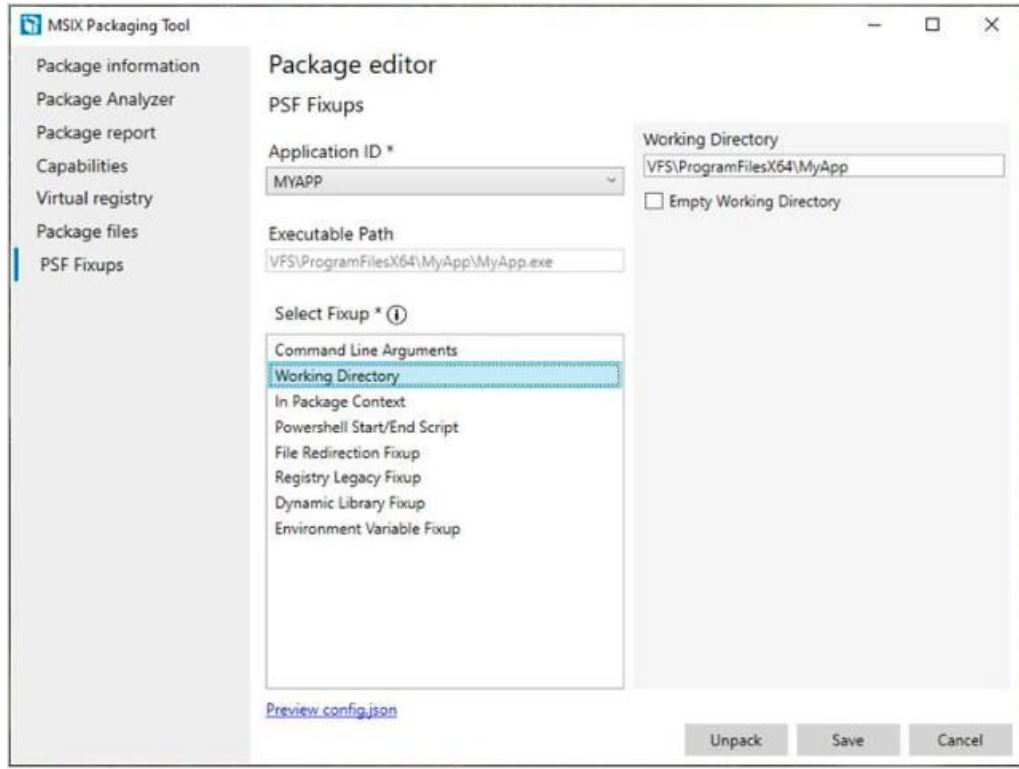 MSIX Packaging Tool
Package information
Package Analyzer
Package report
Capabilities
Virtual registry
Package files
PSF Fixups
Package editor
PSF Fixups
Application ID *
MYAPP
Executable Path
VFS\ProgramFilesX64\MyApp\MyApp.exe
Select Fixup *
Command Line Arguments
Working Directory
In Package Context
Powershell Start/End Script
File Redirection Fixup
Registry Legacy Fixup
Dynamic Library Fixup
Environment Variable Fixup
Preview config.json
Working Directory
VFS\ProgramFilesX64\MyApp
Empty Working Directory
Unpack
Save
Cancel